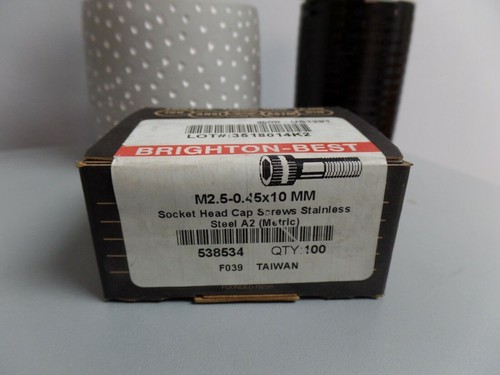 LOT#:3518014K2
BRIGHTON-BEST
M2.5-0.45x10 MM
Socket Head Cap Screws Stainless
Steel A2 (Metric)
538534 QTY:100
F039 TAIWAN